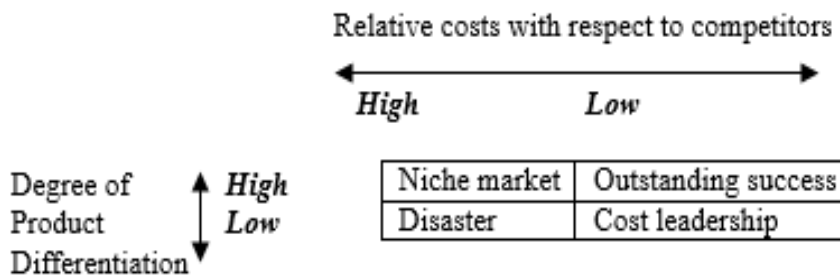 Relative costs with respect to competitors
High Low
Degree of High Niche market Outstanding success
Product Low Disaster Cost leadership
Differentiation